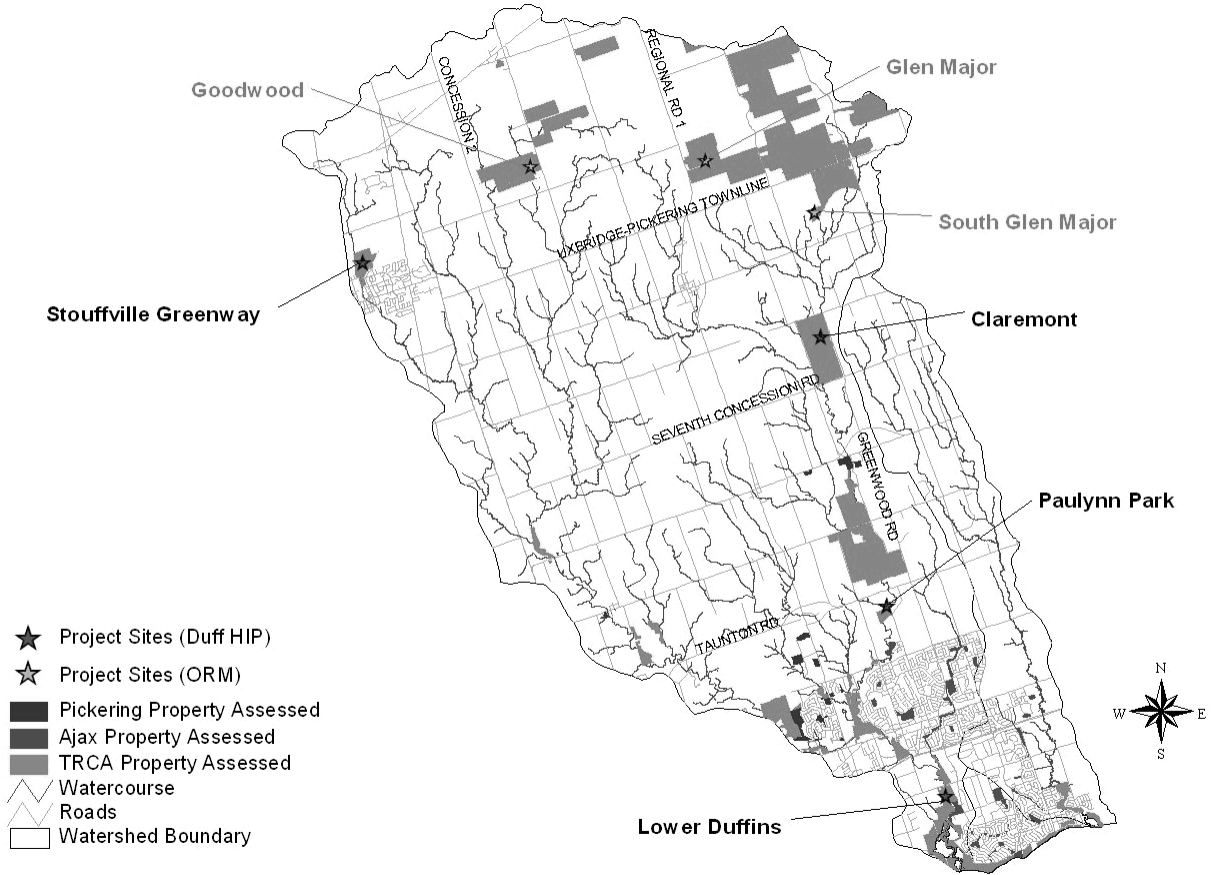 Goodwood
CONCESSION 2
REGIONAL RD 1
Glen Major
UXBRIDGE-PICKERING TOWNLINE
South Glen Major
Stouffville Greenway
Claremont
SEVENTH CONCESSION RD
GREENWOOD RD
Paulynn Park
TAUNTON RD
Lower Duffins
Project Sites (Duff HIP)
Project Sites (ORM)
Pickering Property Assessed
Ajax Property Assessed
TRCA Property Assessed
Watercourse
Roads
Watershed Boundary
N
W E
S